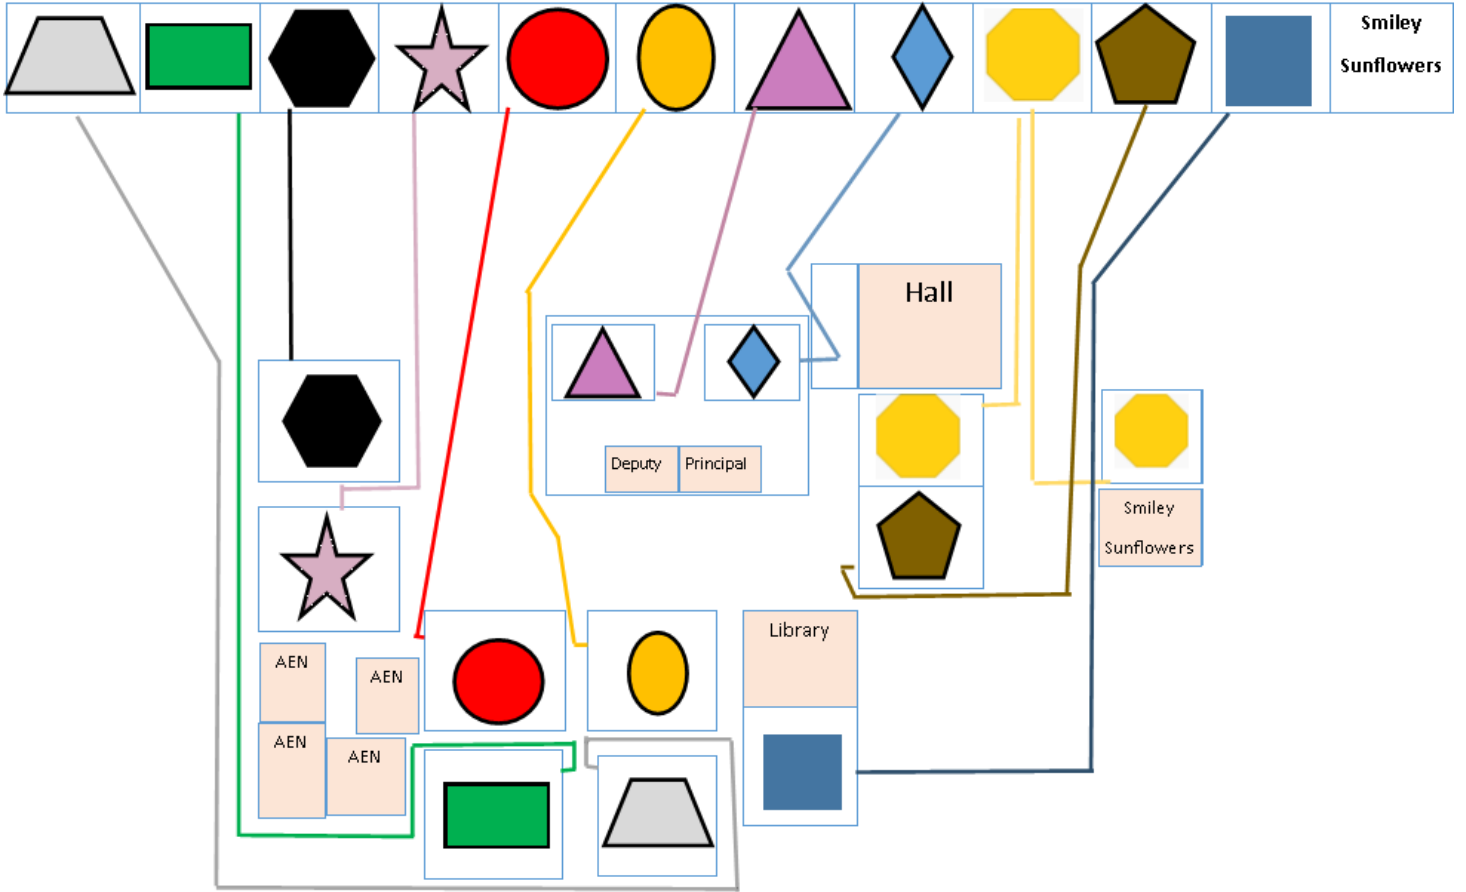 Smiley
Sunflowers
Hall
Deputy
Principal
Smiley
Sunflowers
Library
AEN
AEN
AEN
AEN